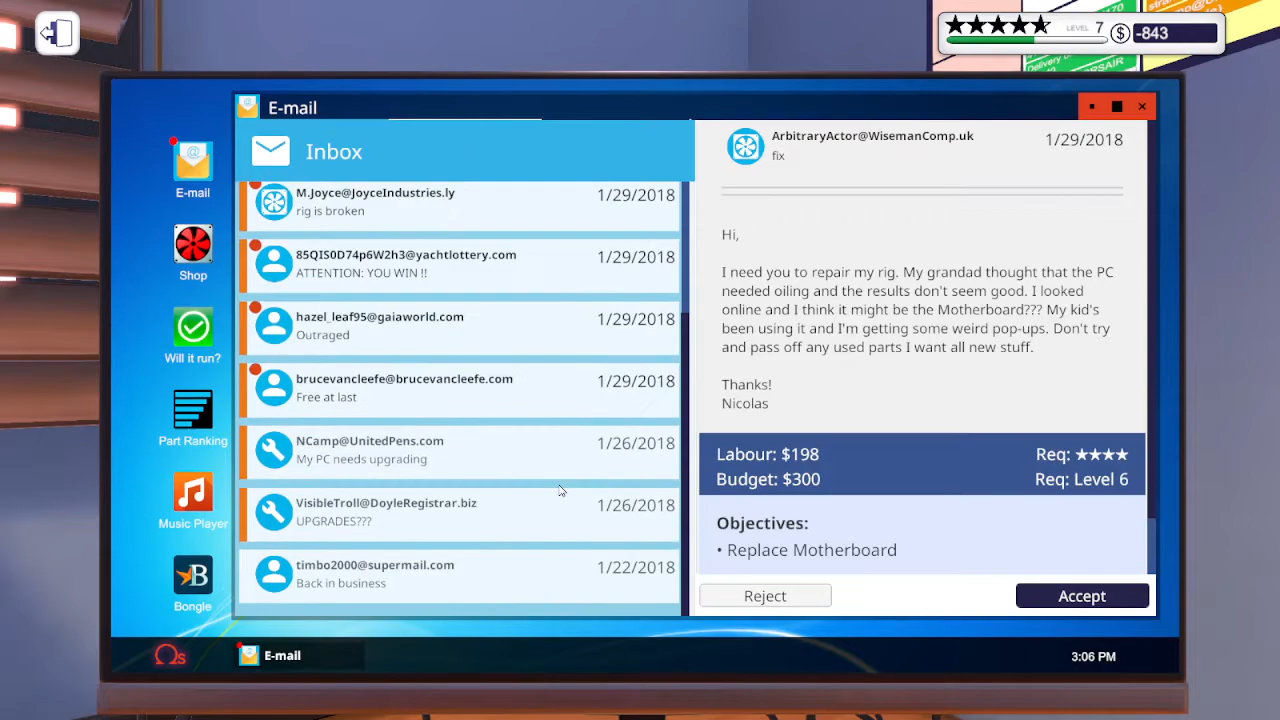 LEVEL 7
$ -843
Delivery
ORSAIR
E-mail
Inbox
M.Joyce@JoyceIndustries.ly
1/29/2018
rig is broken
85QIS0D74p6W2h3@yachtlottery.com
1/29/2018
ATTENTION: YOU WIN !!
hazel_leaf95@gaiaworld.com
1/29/2018
Outraged
brucevancleefe@brucevancleefe.com
1/29/2018
Free at last
NCamp@UnitedPens.com
1/26/2018
My PC needs upgrading
VisibleTroll@DoyleRegistrar.biz
1/26/2018
UPGRADES???
timbo2000@supermail.com
1/22/2018
Back in business
ArbitraryActor@WisemanComp.uk
1/29/2018
fix
Hi,
I need you to repair my rig. My grandad thought that the PC
needed oiling and the results don't seem good. I looked
online and I think it might be the Motherboard??? My kid's
been using it and I'm getting some weird pop-ups. Don't try
and pass off any used parts I want all new stuff.
Thanks!
Nicolas
Labour: $198
Req: ★★★★
Budget: $300
Req: Level 6
Objectives:
• Replace Motherboard
Reject
Accept
E-mail
Shop
Will it run?
Part Ranking
Music Player
B
Bongle
Ωs
E-mail
3:06 PM